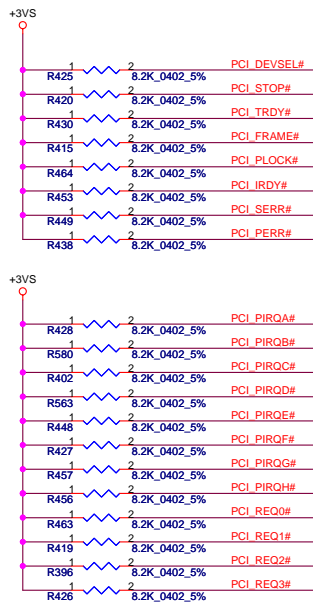 +3VS
1 2 PCI_DEVSEL#
R425 8.2K_0402_5%
1 2 PCI_STOP#
R420 8.2K_0402_5%
1 2 PCI_TRDY#
R430 8.2K_0402_5%
1 2 PCI_FRAME#
R415 8.2K_0402_5%
1 2 PCI_PLOCK#
R464 8.2K_0402_5%
1 2 PCI_IRDY#
R453 8.2K_0402_5%
1 2 PCI_SERR#
R449 8.2K_0402_5%
1 2 PCI_PERR#
R438 8.2K_0402_5%
+3VS
1 2 PCI_PIRQA#
R428 8.2K_0402_5%
1 2 PCI_PIRQB#
R580 8.2K_0402_5%
1 2 PCI_PIRQC#
R402 8.2K_0402_5%
1 2 PCI_PIRQD#
R563 8.2K_0402_5%
1 2 PCI_PIRQE#
R448 8.2K_0402_5%
1 2 PCI_PIRQF#
R427 8.2K_0402_5%
1 2 PCI_PIRQG#
R457 8.2K_0402_5%
1 2 PCI_PIRQH#
R456 8.2K_0402_5%
1 2 PCI_REQ0#
R463 8.2K_0402_5%
1 2 PCI_REQ1#
R419 8.2K_0402_5%
1 2 PCI_REQ2#
R396 8.2K_0402_5%
1 2 PCI_REQ3#
R426 8.2K_0402_5%